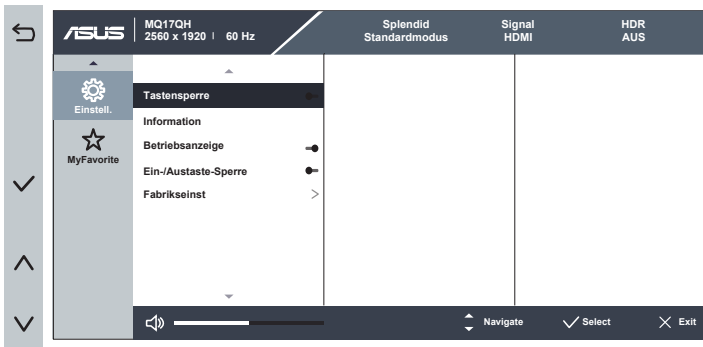 ASUS
MQ17QH
2560 x 1920 60 Hz
Splendid
Standardmodus
Signal
HDMI
HDR
AUS
Einstell.
MyFavorite
Tastensperre
Information
Betriebsanzeige
Ein-/Austaste-Sperre
Fabrikseinst
Navigate
Select
Exit